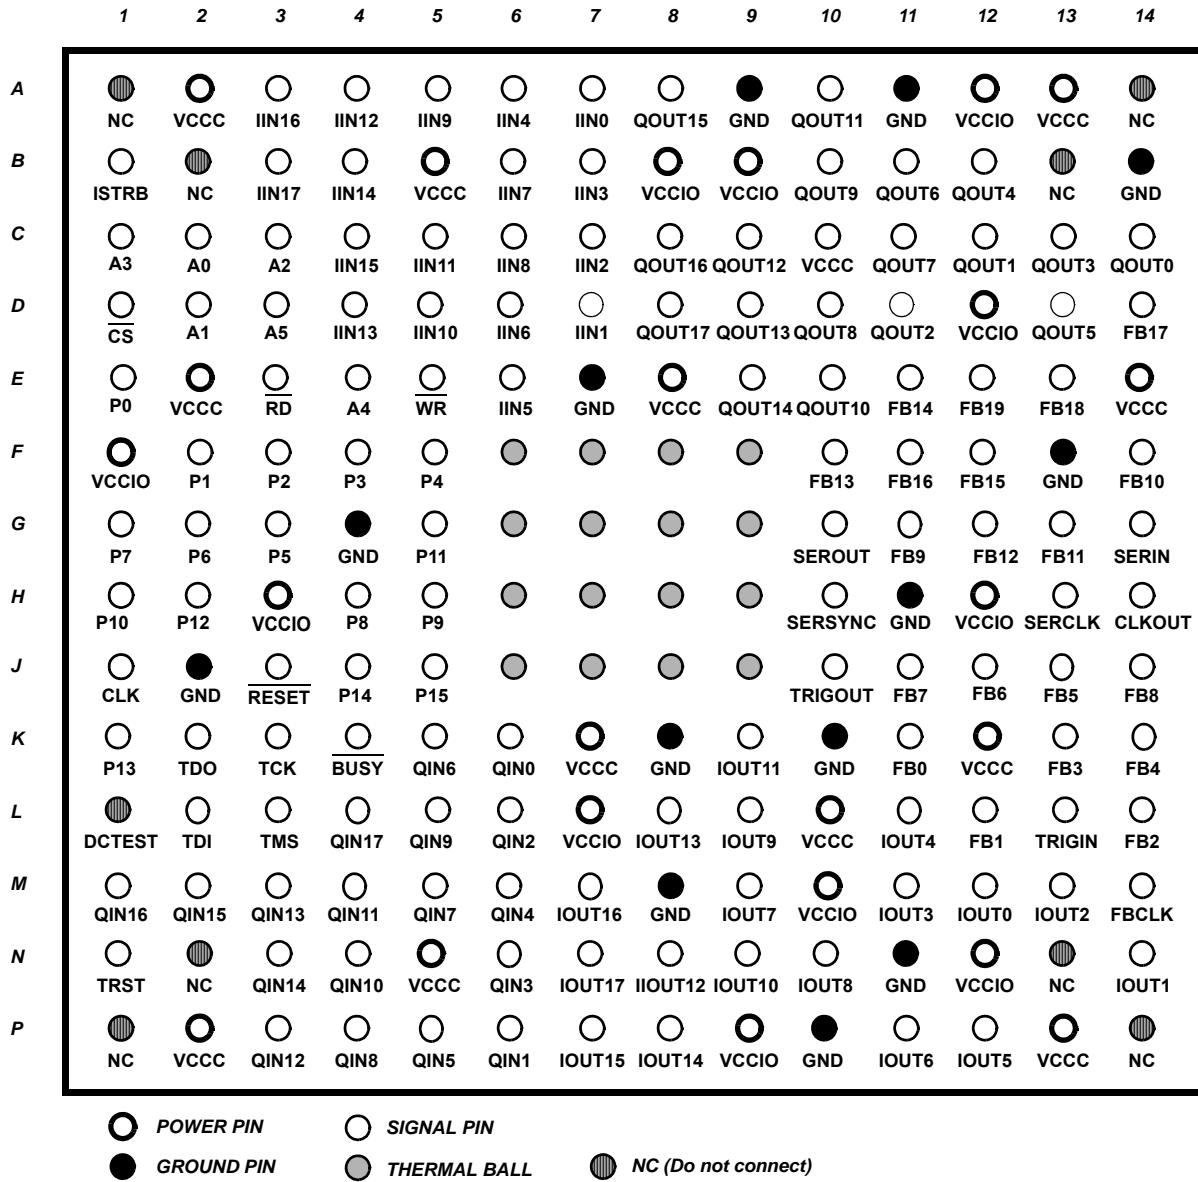 1 2 3 4 5 6 7 8 9 10 11 12 13 14
A
NC VCCC IIN16 IIN12 IIN9 IIN4 IIN0 QOUT15 GND QOUT11 GND VCCIO VCCC NC
B
ISTRB NC IIN17 IIN14 VCCC IIN7 IIN3 VCCIO VCCIO QOUT9 QOUT6 QOUT4 NC GND
C
A3 A0 A2 IIN15 IIN11 IIN8 IIN2 QOUT16 QOUT12 VCCC QOUT7 QOUT1 QOUT3 QOUT0
D
CS A1 A5 IIN13 IIN10 IIN6 IIN1 QOUT17 QOUT13 QOUT8 QOUT2 VCCIO QOUT5 FB17
E
P0 VCCC RD A4 WR IIN5 GND VCCC QOUT14 QOUT10 FB14 FB19 FB18 VCCC
F
VCCIO P1 P2 P3 P4 FB13 FB16 FB15 GND FB10
G
P7 P6 P5 GND P11 SEROUT FB9 FB12 FB11 SERIN
H
P10 P12 VCCIO P8 P9 SERSYNC GND VCCIO SERCLK CLKOUT
J
CLK GND RESET P14 P15 TRIGOUT FB7 FB6 FB5 FB8
K
P13 TDO TCK BUSY QIN6 QIN0 VCCC GND IOUT11 GND FB0 VCCC FB3 FB4
L
DCTEST TDI TMS QIN17 QIN9 QIN2 VCCIO IOUT13 IOUT9 VCCC IOUT4 FB1 TRIGIN FB2
M
QIN16 QIN15 QIN13 QIN11 QIN7 QIN4 IOUT16 GND IOUT7 VCCIO IOUT3 IOUT0 IOUT2 FBCLK
N
TRST NC QIN14 QIN10 VCCC QIN3 IOUT17 IIOUT12 IOUT10 IOUT8 GND VCCIO NC IOUT1
P
NC VCCC QIN12 QIN8 QIN5 QIN1 IOUT15 IOUT14 VCCIO GND IOUT6 IOUT5 VCCC NC
POWER PIN SIGNAL PIN
GROUND PIN THERMAL BALL NC (Do not connect)